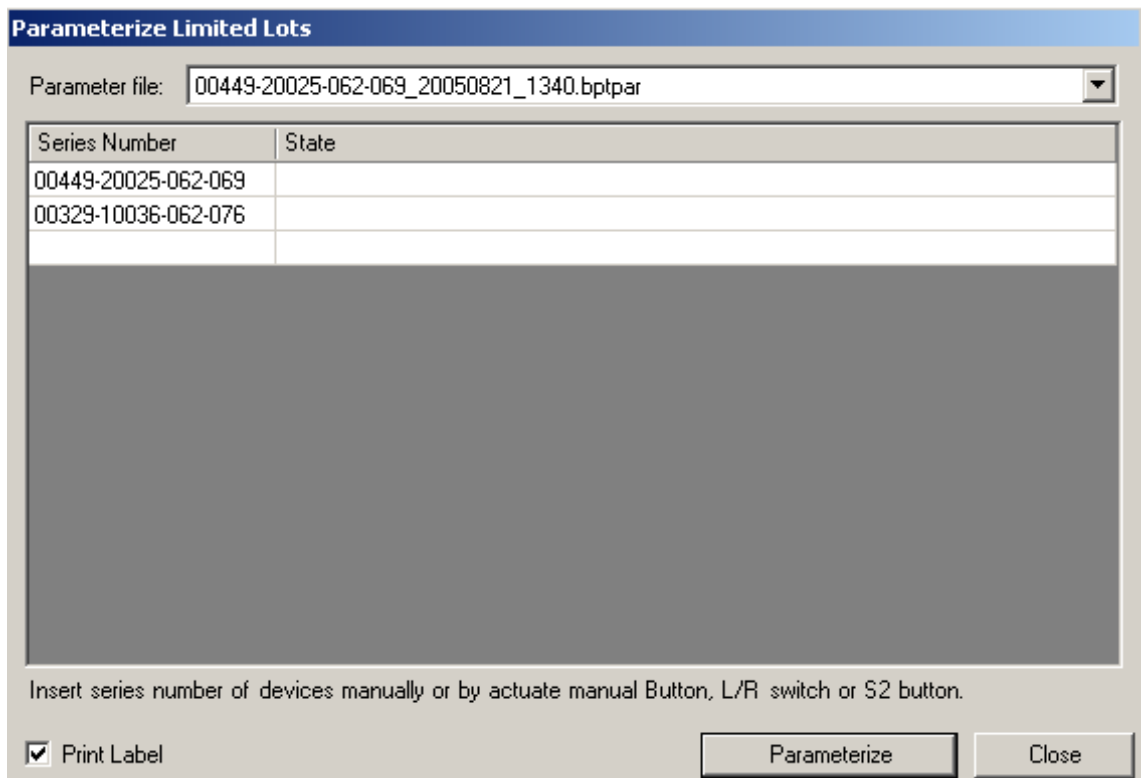 Parameterize Limited Lots
Parameter file: 00449-20025-062-069_20050821_1340.bptpar
Series Number State
00449-20025-062-069
00329-10036-062-076
Insert series number of devices manually or by actuate manual Button, L/R switch or S2 button.
Print Label Parameterize Close